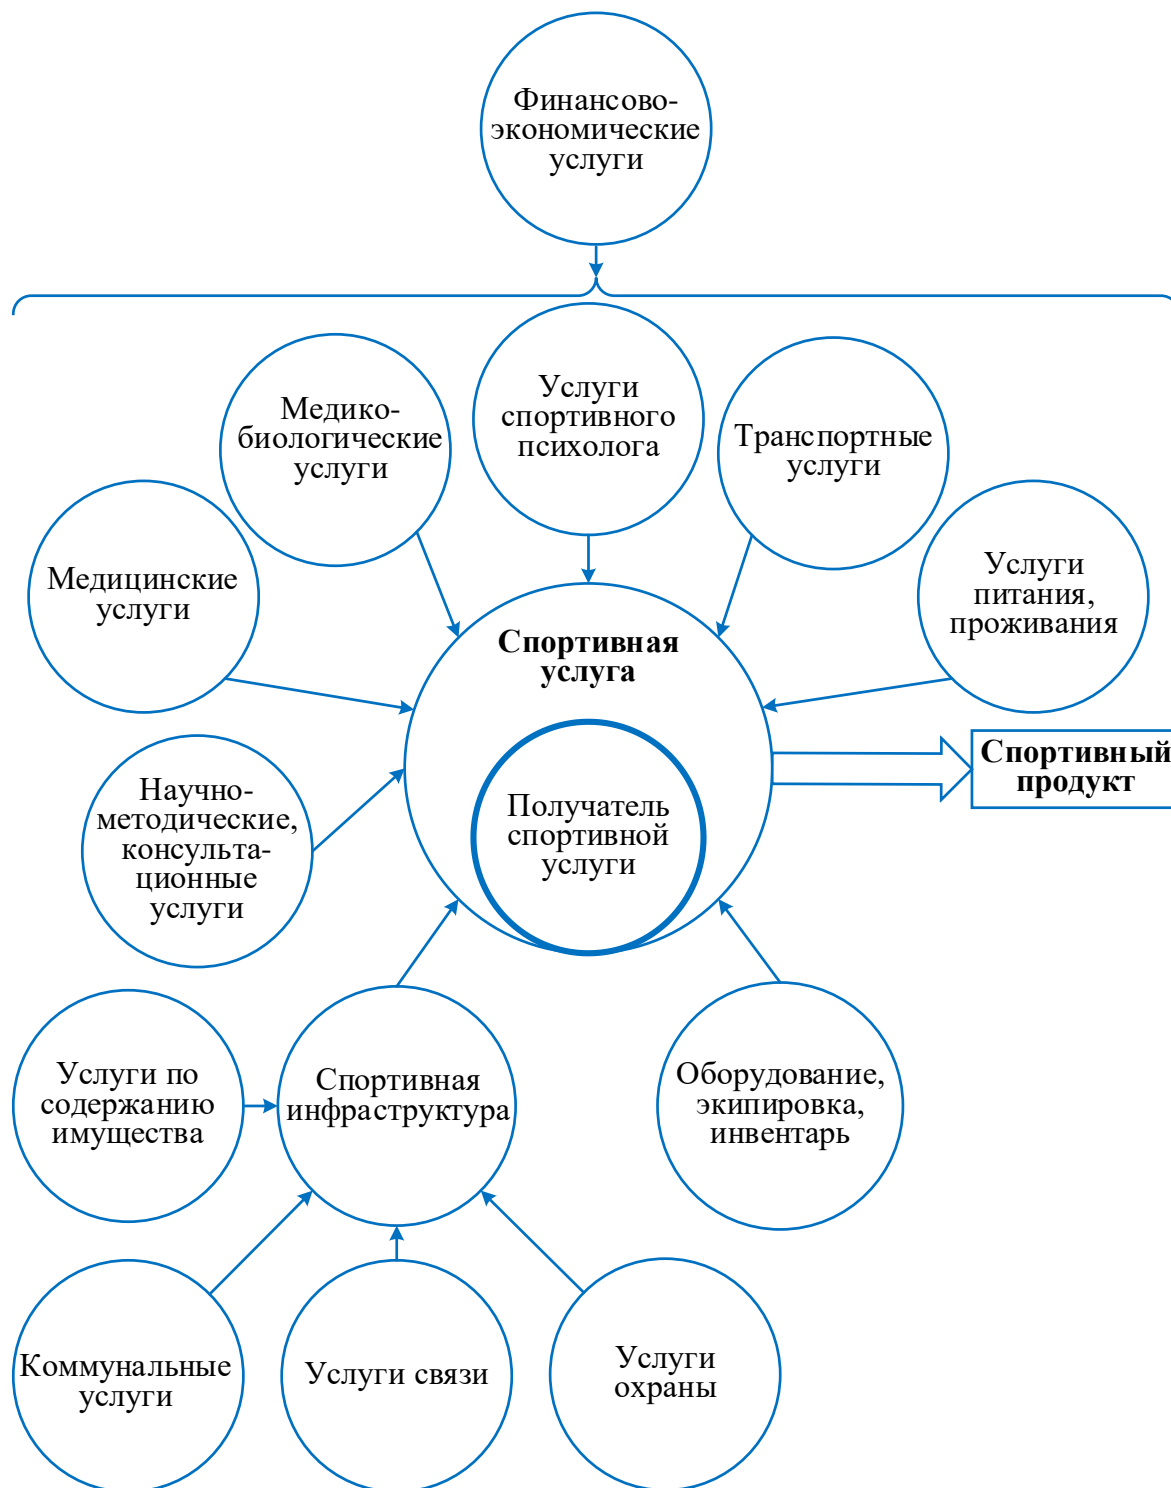 Финансово-
экономические
услуги
Услуги
спортивного
психолога
Медико-
биологические
услуги
Транспортные
услуги
Медицинские
услуги
Услуги
питания,
проживания
Спортивная
услуга
Спортивный
продукт
Научно-
методические,
консульта-
ционные
услуги
Получатель
спортивной
услуги
Услуги по
содержанию
имущества
Спортивная
инфраструктура
Оборудование,
экипировка,
инвентарь
Коммунальные
услуги
Услуги связи
Услуги
охраны